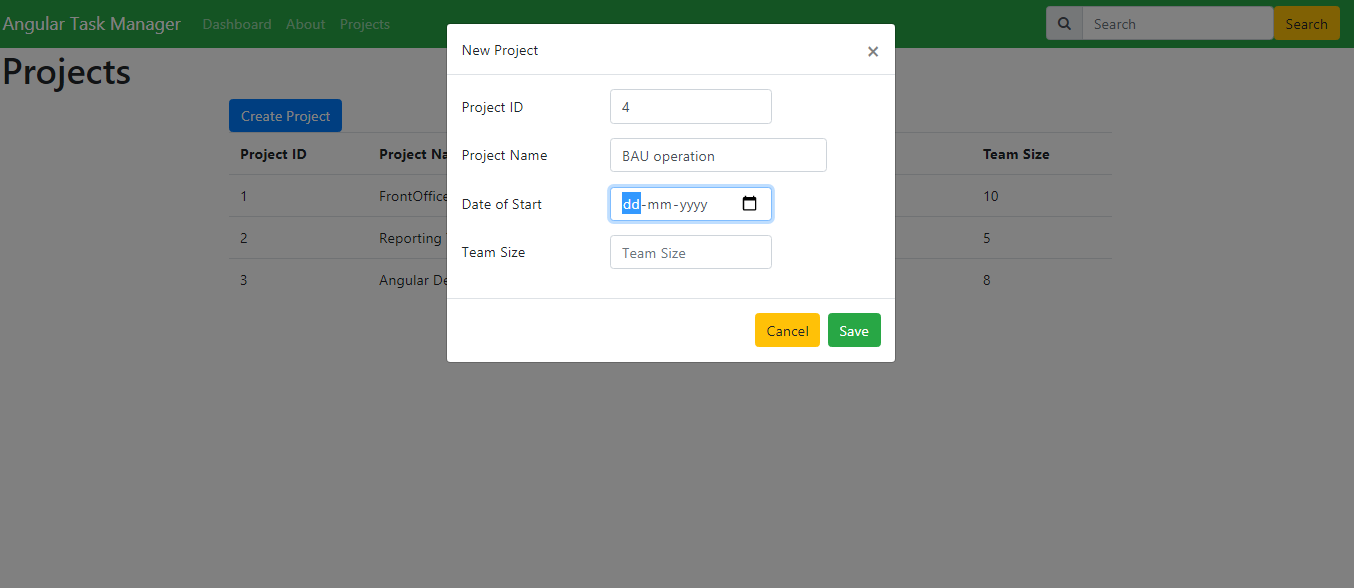 Angular Task Manager Dashboard About Projects Search Search
Projects
Create Project
Project ID Project Na Team Size
1 FrontOffice 10
2 Reporting 5
3 Angular De 8
New Project ×
Project ID 4
Project Name BAU operation
Date of Start dd-mm-yyyy
Team Size Team Size
Cancel Save